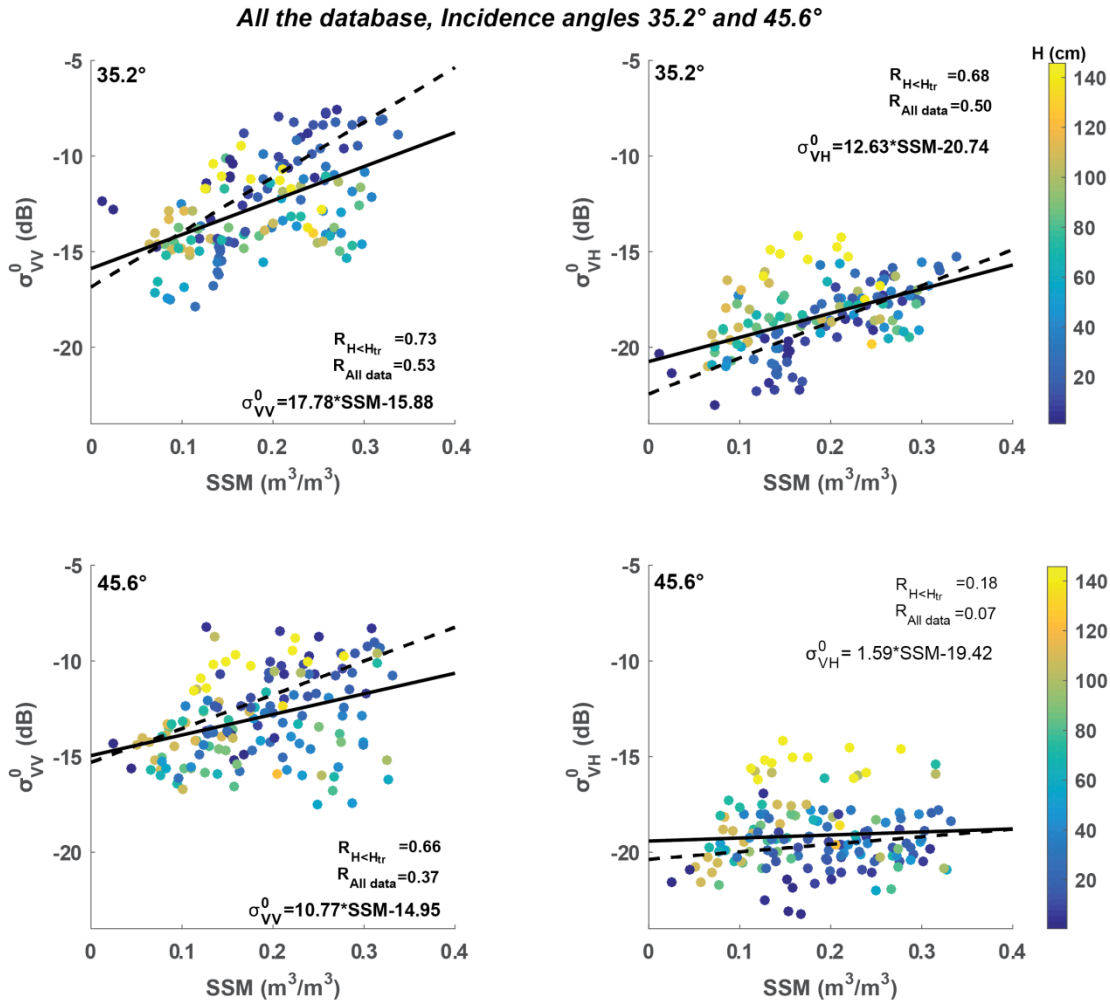 All the database, Incidence angles 35.2° and 45.6°
35.2°
-5
-10
-15
-20
σ⁰VV (dB)
R H<Htr =0.73
R All data =0.53
σ⁰VV=17.78*SSM-15.88
0 0.1 0.2 0.3 0.4
SSM (m³/m³)
35.2°
-5
-10
-15
-20
σ⁰VH (dB)
R H<Htr =0.68
R All data =0.50
σ⁰VH=12.63*SSM-20.74
0 0.1 0.2 0.3 0.4
SSM (m³/m³)
H (cm)
140
120
100
80
60
40
20
45.6°
-5
-10
-15
-20
σ⁰VV (dB)
R H<Htr =0.66
R All data =0.37
σ⁰VV=10.77*SSM-14.95
0 0.1 0.2 0.3 0.4
SSM (m³/m³)
45.6°
-5
-10
-15
-20
σ⁰VH (dB)
R H<Htr =0.18
R All data =0.07
σ⁰VH= 1.59*SSM-19.42
0 0.1 0.2 0.3 0.4
SSM (m³/m³)
140
120
100
80
60
40
20